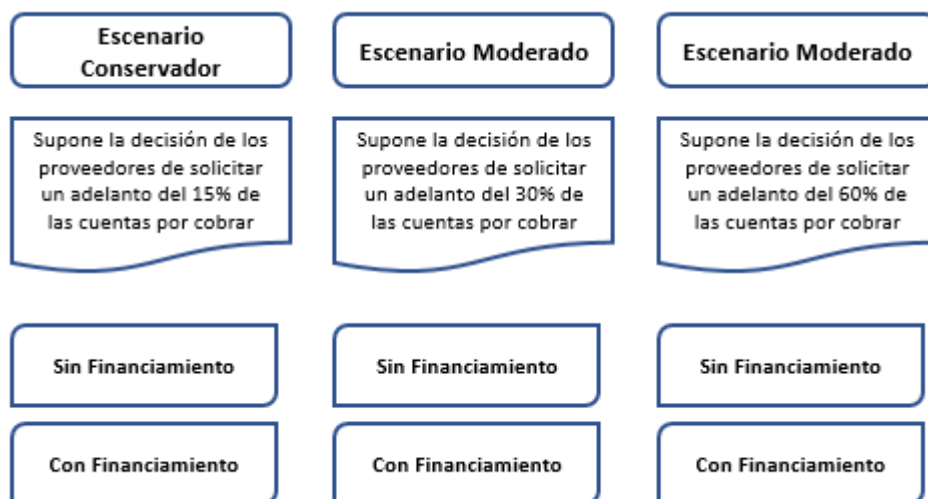 Escenario
Conservador
Supone la decisión de los
proveedores de solicitar
un adelanto del 15% de
las cuentas por cobrar
Sin Financiamiento
Con Financiamiento
Escenario Moderado
Supone la decisión de los
proveedores de solicitar
un adelanto del 30% de
las cuentas por cobrar
Sin Financiamiento
Con Financiamiento
Escenario Moderado
Supone la decisión de los
proveedores de solicitar
un adelanto del 60% de
las cuentas por cobrar
Sin Financiamiento
Con Financiamiento